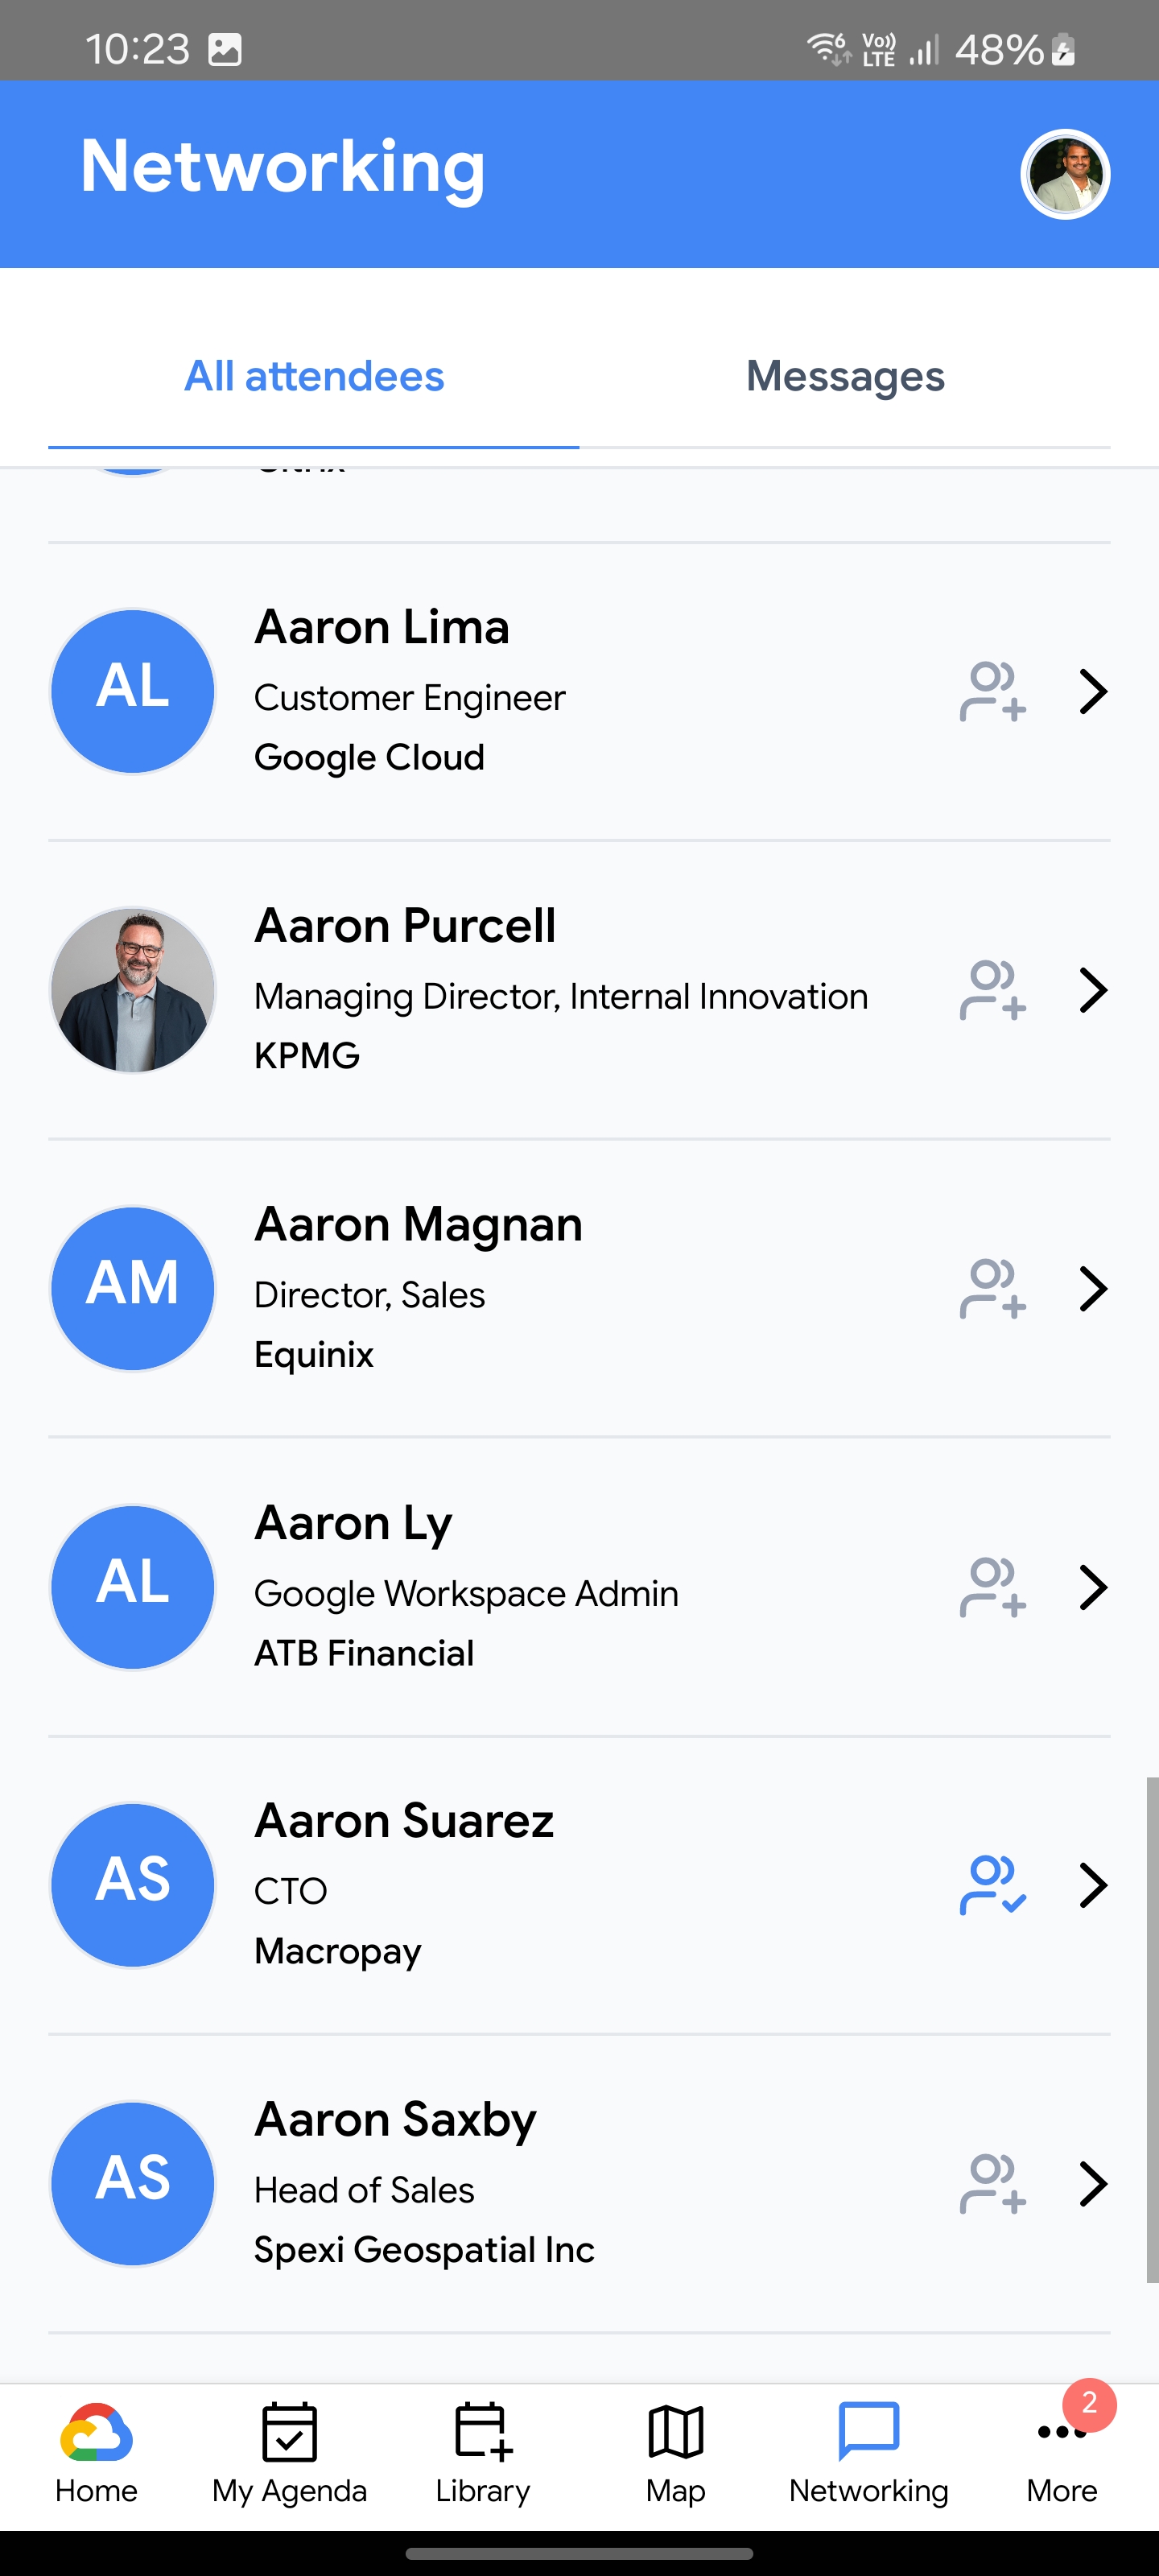 10:23
Vo)) LTE
48%
Networking
All attendees
Messages
AL
Aaron Lima
Customer Engineer
Google Cloud
Aaron Purcell
Managing Director, Internal Innovation
KPMG
AM
Aaron Magnan
Director, Sales
Equinix
AL
Aaron Ly
Google Workspace Admin
ATB Financial
AS
Aaron Suarez
CTO
Macropay
AS
Aaron Saxby
Head of Sales
Spexi Geospatial Inc
2
Home
My Agenda
Library
Map
Networking
More